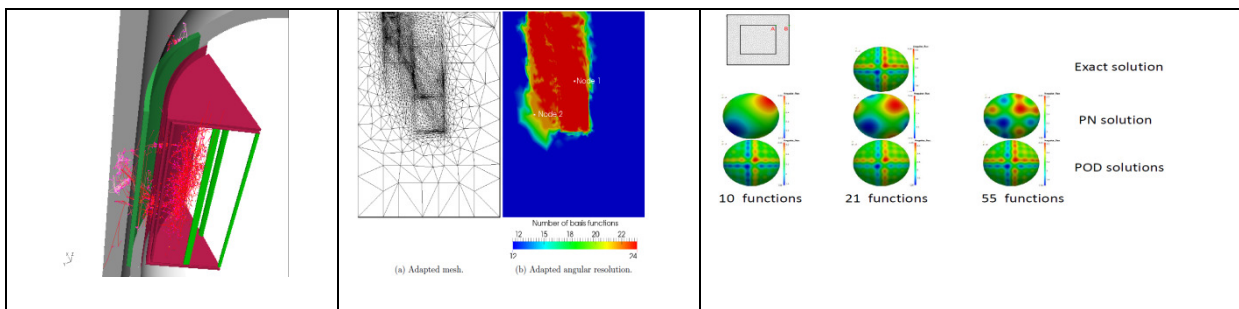 Node 1
Node 2
Number of basis functions
12 15 18 20 22
12 24
(a) Adapted mesh.
(b) Adapted angular resolution.
A B
Exact solution
PN solution
POD solutions
10 functions
21 functions
55 functions